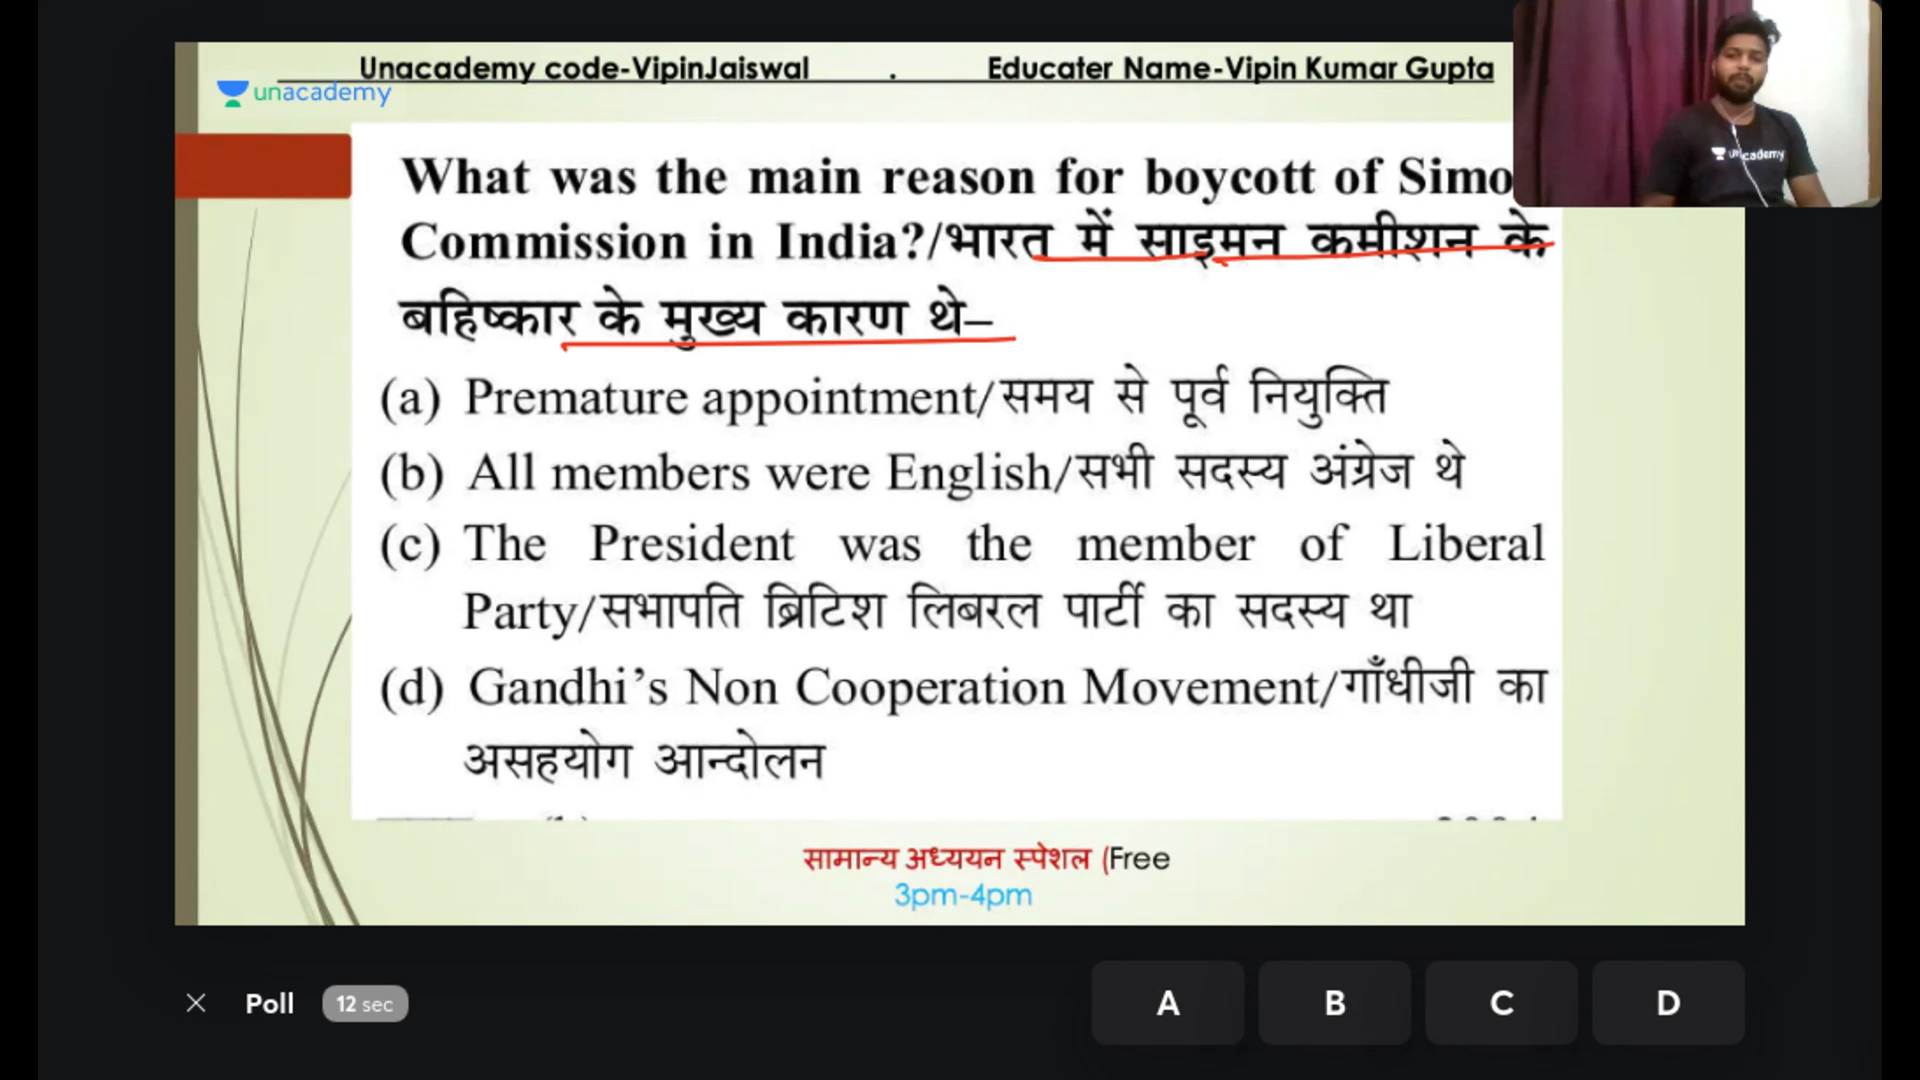 Unacademy code-VipinJaiswal . Educater Name-Vipin Kumar Gupta
unacademy
unacademy
What was the main reason for boycott of Simo
Commission in India?/भारत में साइमन कमीशन के
बहिष्कार के मुख्य कारण थे–
(a) Premature appointment/समय से पूर्व नियुक्ति
(b) All members were English/सभी सदस्य अंग्रेज थे
(c) The President was the member of Liberal
Party/सभापति ब्रिटिश लिबरल पार्टी का सदस्य था
(d) Gandhi’s Non Cooperation Movement/गाँधीजी का
असहयोग आन्दोलन
सामान्य अध्ययन स्पेशल (Free
3pm-4pm
Poll 12 sec A B C D